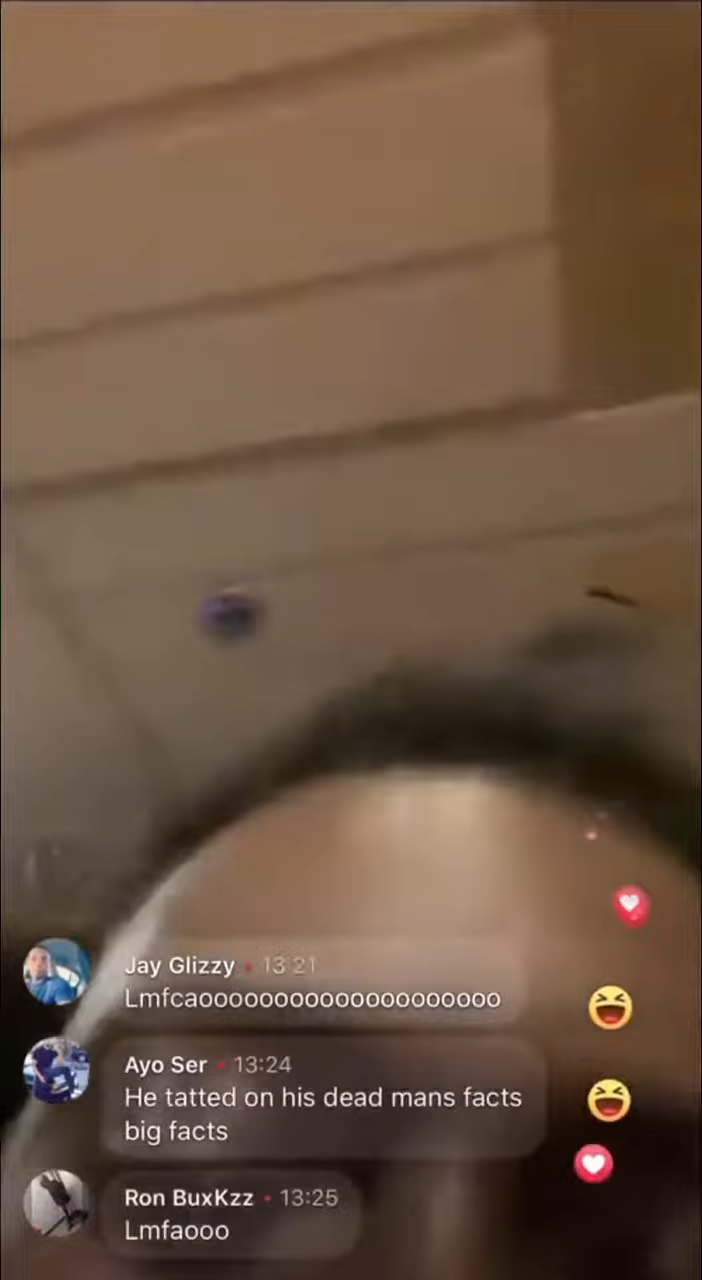 Jay Glizzy • 13:21
Lmfcaoooooooooooooooooooo
Ayo Ser • 13:24
He tatted on his dead mans facts
big facts
Ron BuxKzz • 13:25
Lmfaooo